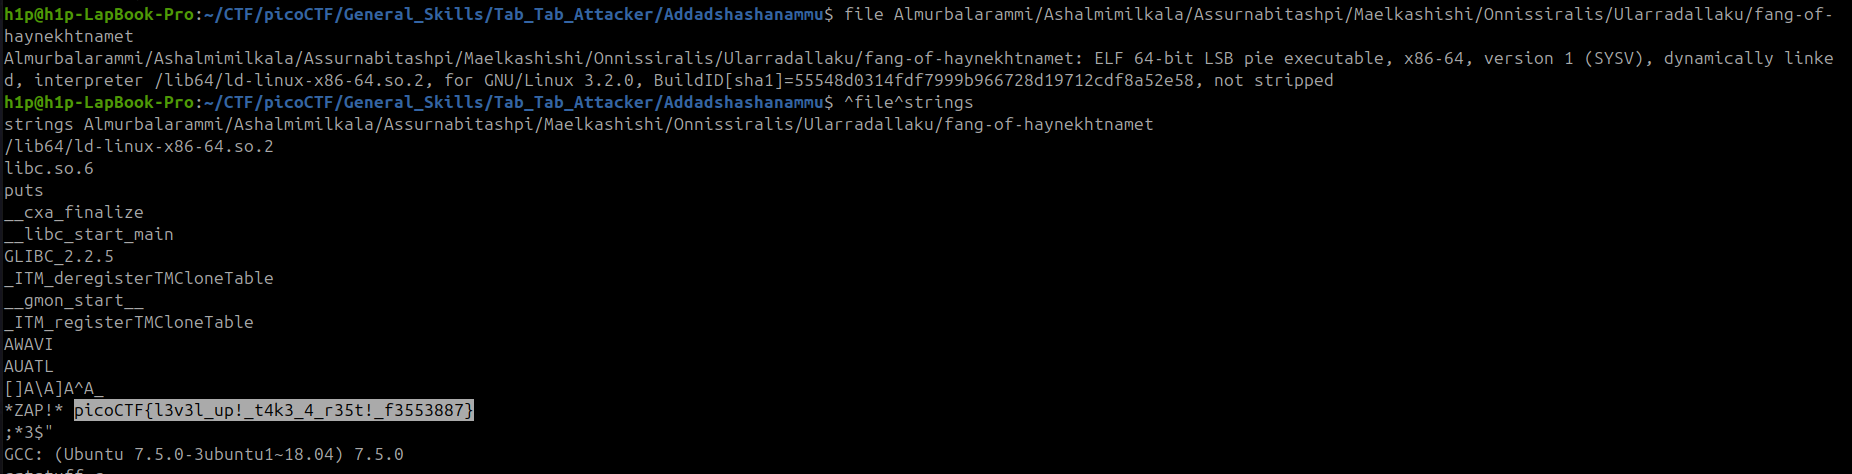 h1p@h1p-LapBook-Pro:~/CTF/picoCTF/General_Skills/Tab_Tab_Attacker/Addadshashanammu$ file Almurbalarammi/Ashalmimilkala/Assurnabitashpi/Maelkashishi/Onnissiralis/Ularradallaku/fang-of-
haynekhtnamet
Almurbalarammi/Ashalmimilkala/Assurnabitashpi/Maelkashishi/Onnissiralis/Ularradallaku/fang-of-haynekhtnamet: ELF 64-bit LSB pie executable, x86-64, version 1 (SYSV), dynamically linke
d, interpreter /lib64/ld-linux-x86-64.so.2, for GNU/Linux 3.2.0, BuildID[sha1]=55548d0314fdf7999b966728d19712cdf8a52e58, not stripped
h1p@h1p-LapBook-Pro:~/CTF/picoCTF/General_Skills/Tab_Tab_Attacker/Addadshashanammu$ ^file^strings
strings Almurbalarammi/Ashalmimilkala/Assurnabitashpi/Maelkashishi/Onnissiralis/Ularradallaku/fang-of-haynekhtnamet
/lib64/ld-linux-x86-64.so.2
libc.so.6
puts
__cxa_finalize
__libc_start_main
GLIBC_2.2.5
_ITM_deregisterTMCloneTable
__gmon_start__
_ITM_registerTMCloneTable
AWAVI
AUATL
[]A\A]A^A_
*ZAP!* picoCTF{l3v3l_up!_t4k3_4_r35t!_f3553887}
;*3$"
GCC: (Ubuntu 7.5.0-3ubuntu1~18.04) 7.5.0